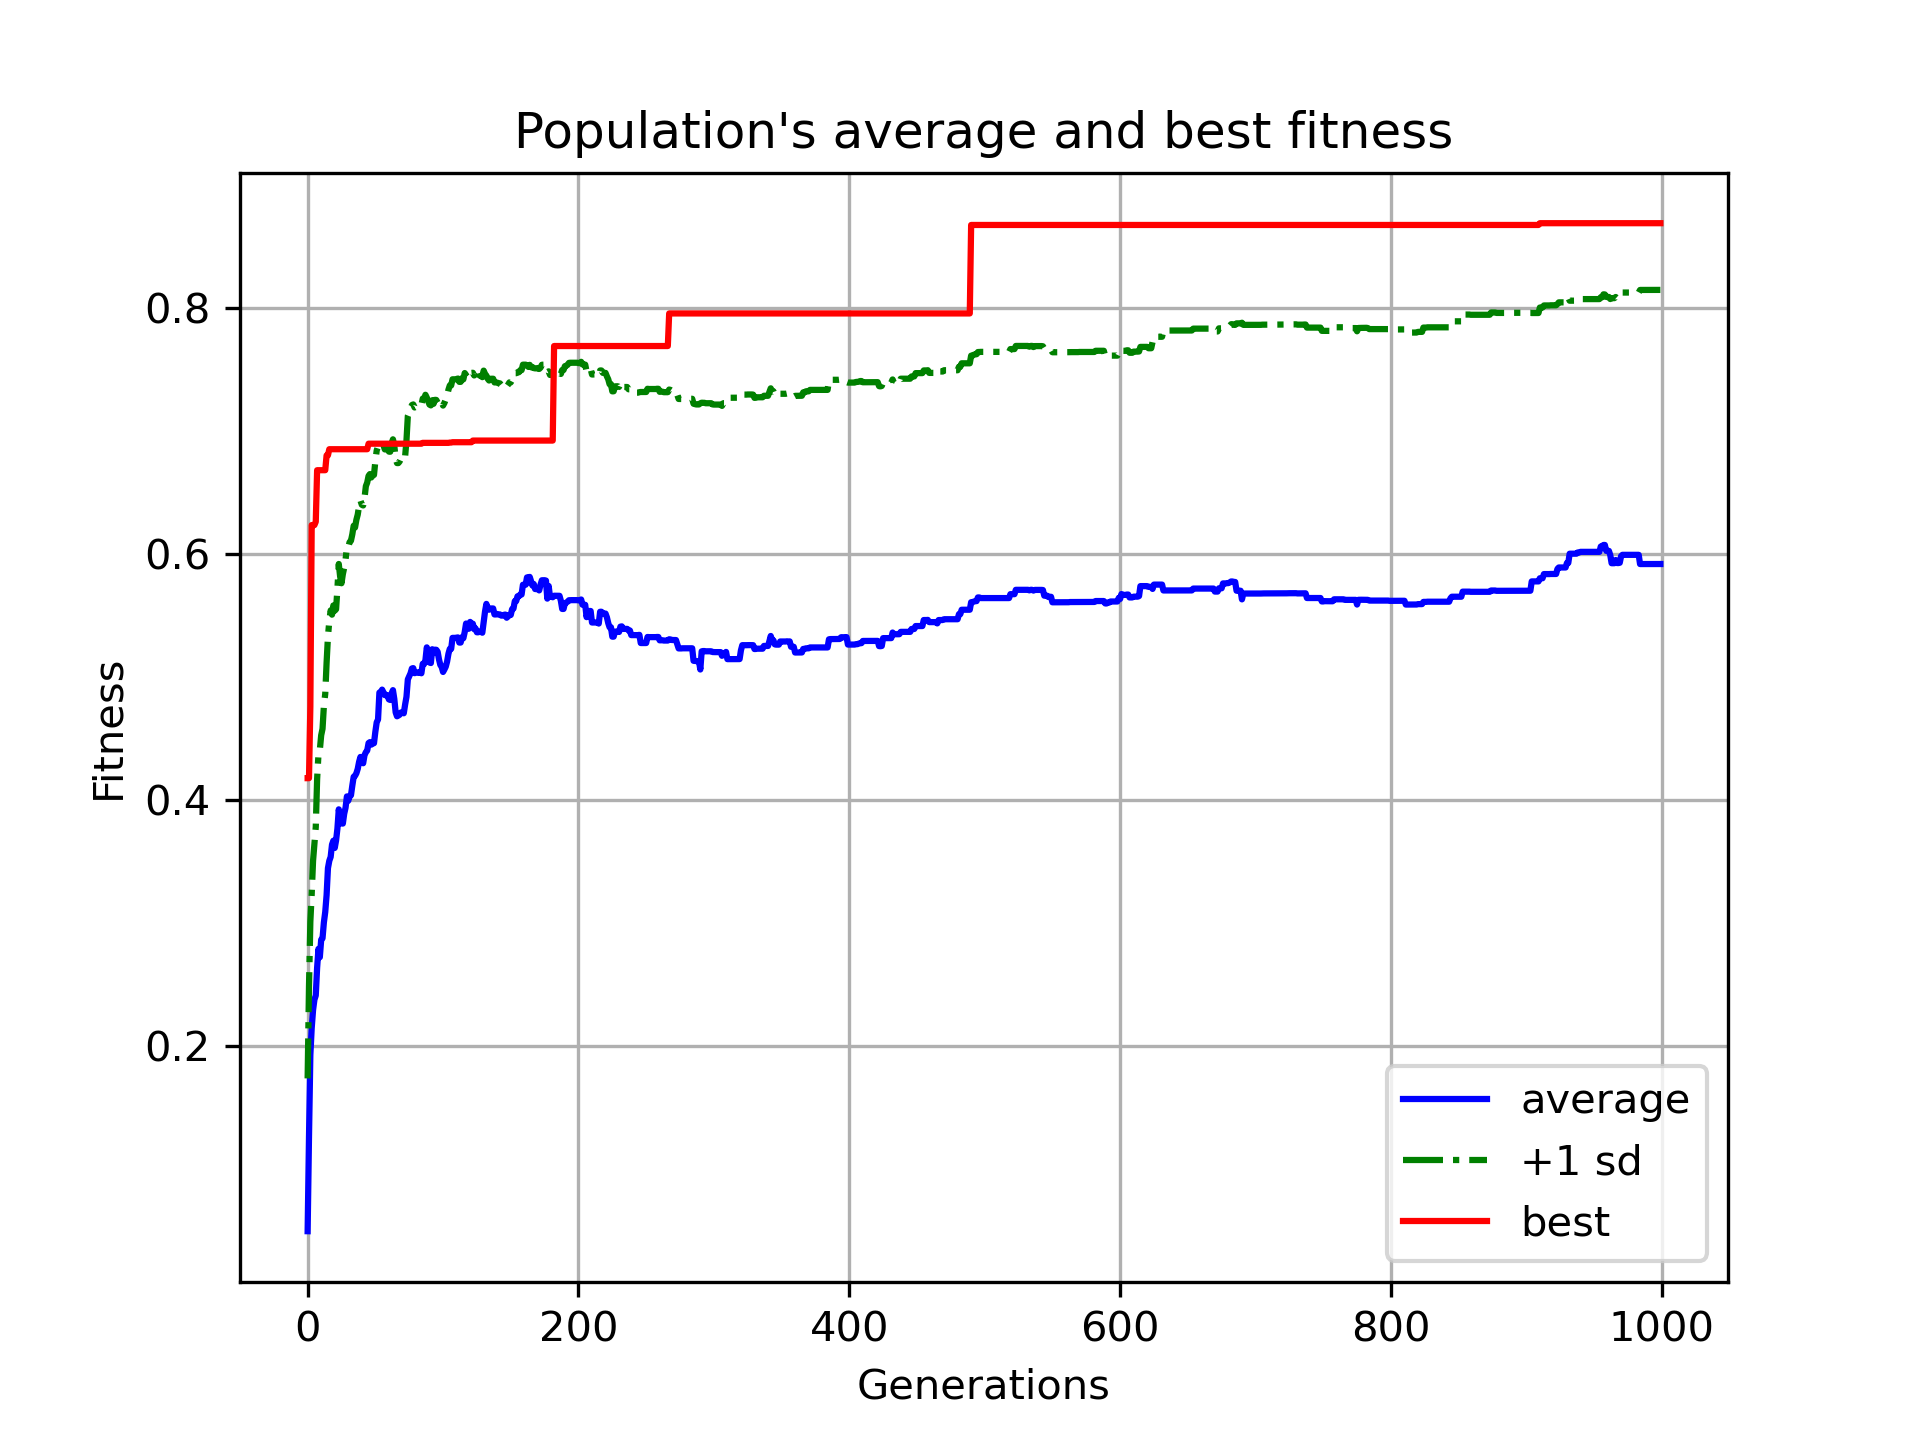 Population's average and best fitness
Fitness
0.8
0.6
0.4
0.2
0 200 400 600 800 1000
Generations
average
+1 sd
best